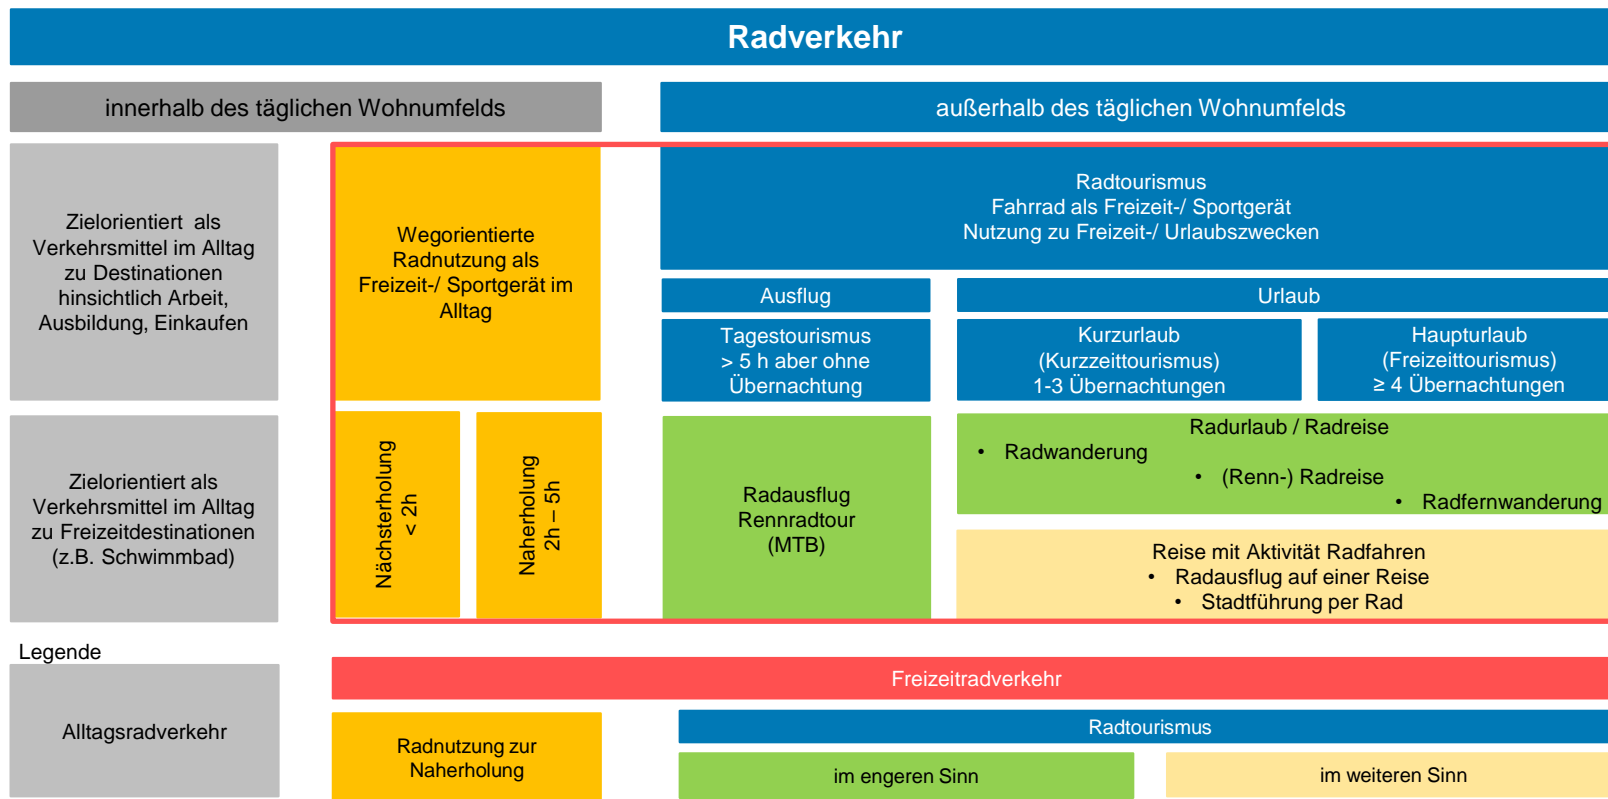 Radverkehr
innerhalb des täglichen Wohnumfelds
außerhalb des täglichen Wohnumfelds
Zielorientiert als
Verkehrsmittel im Alltag
zu Destinationen
hinsichtlich Arbeit,
Ausbildung, Einkaufen
Wegorientierte
Radnutzung als
Freizeit-/ Sportgerät im
Alltag
Radtourismus
Fahrrad als Freizeit-/ Sportgerät
Nutzung zu Freizeit-/ Urlaubszwecken
Ausflug
Urlaub
Tagestourismus
> 5 h aber ohne
Übernachtung
Kurzurlaub
(Kurzzeittourismus)
1-3 Übernachtungen
Haupturlaub
(Freizeittourismus)
≥ 4 Übernachtungen
Zielorientiert als
Verkehrsmittel im Alltag
zu Freizeitdestinationen
(z.B. Schwimmbad)
Nächsterholung
< 2h
Naherholung
2h – 5h
Radausflug
Rennradtour
(MTB)
Radurlaub / Radreise
• Radwanderung
• (Renn-) Radreise
• Radfernwanderung
Reise mit Aktivität Radfahren
• Radausflug auf einer Reise
• Stadtführung per Rad
Legende
Alltagsradverkehr
Freizeitradverkehr
Radnutzung zur
Naherholung
Radtourismus
im engeren Sinn
im weiteren Sinn